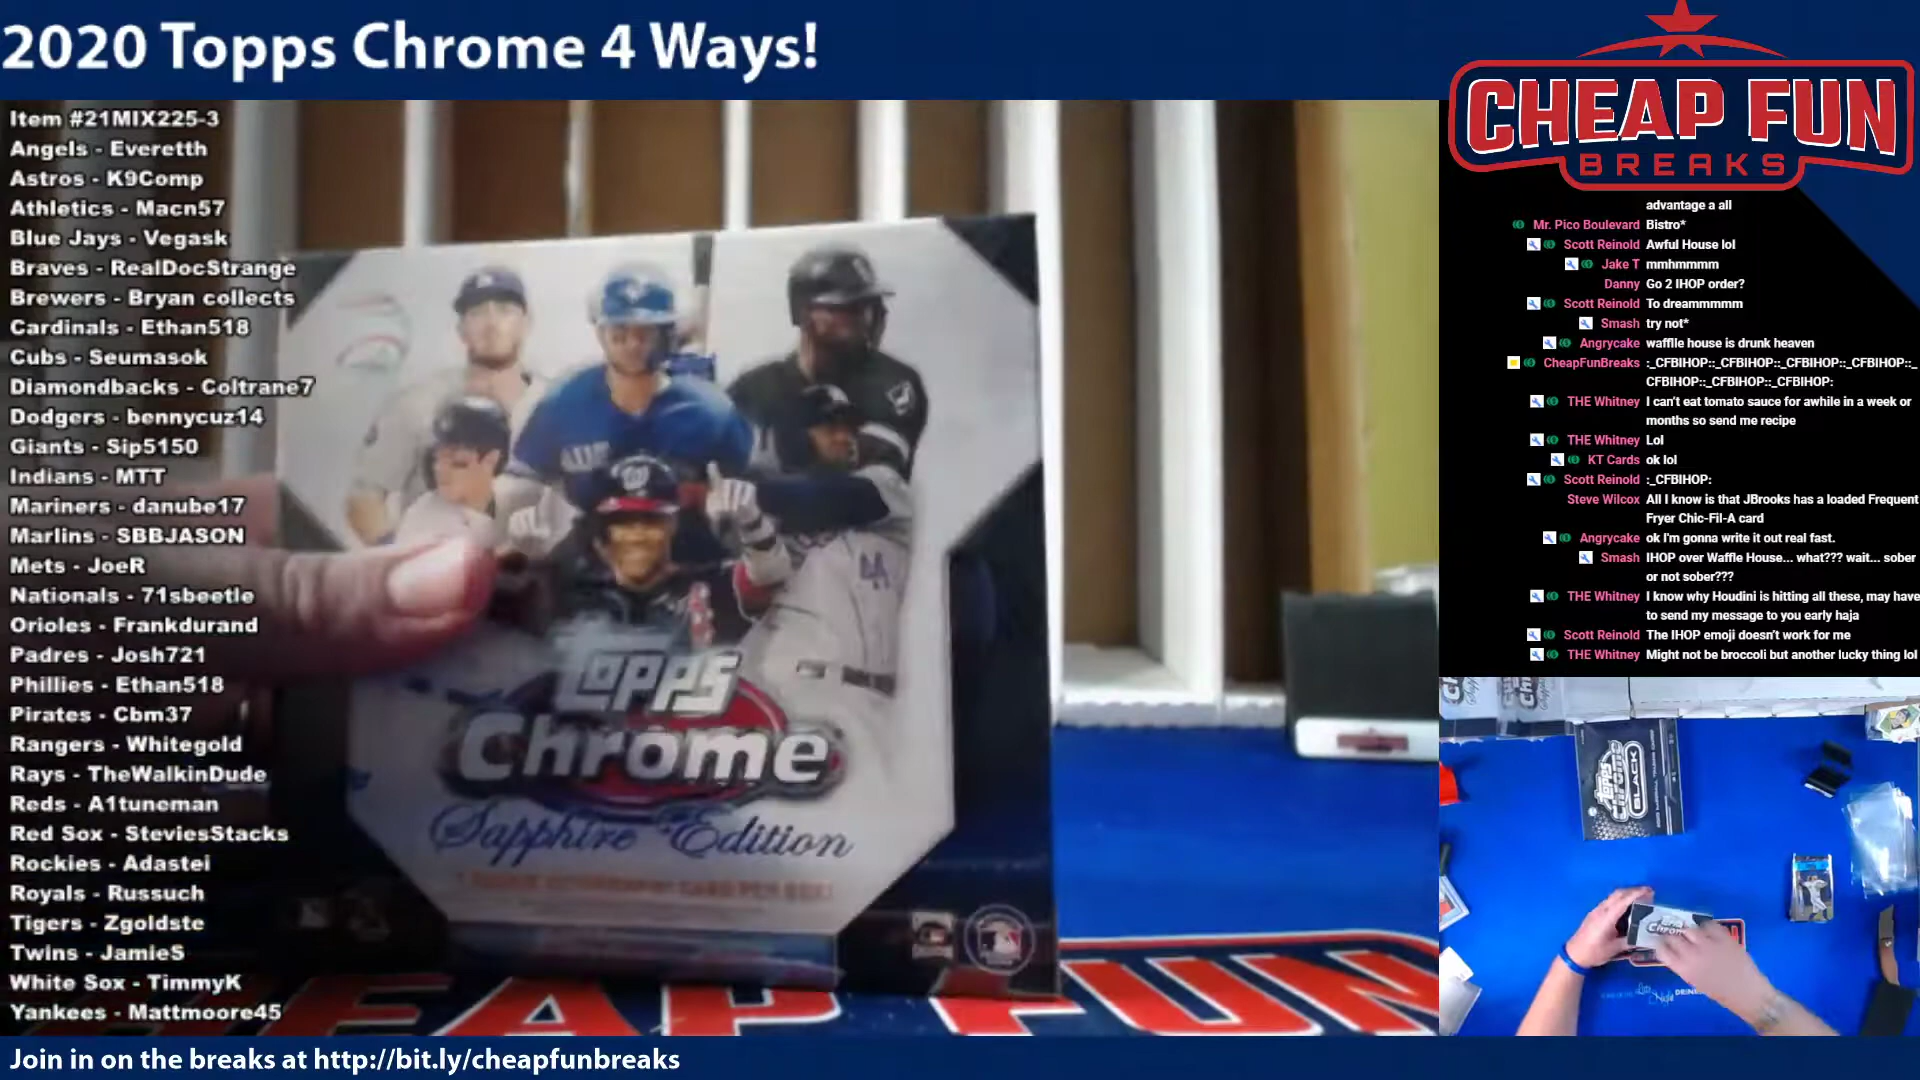 2020 Topps Chrome 4 Ways!
Item #21MIX225-3
Angels - Everetth
Astros - K9Comp
Athletics - Macn57
Blue Jays - Vegask
Braves - RealDocStrange
Brewers - Bryan collects
Cardinals - Ethan518
Cubs - Seumasok
Diamondbacks - Coltrane7
Dodgers - bennycuz14
Giants - Sip5150
Indians - MTT
Mariners - danube17
Marlins - SBBJASON
Mets - JoeR
Nationals - 71sbeetle
Orioles - Frankdurand
Padres - Josh721
Phillies - Ethan518
Pirates - Cbm37
Rangers - Whitegold
Rays - TheWalkinDude
Reds - A1tuneman
Red Sox - SteviesStacks
Rockies - Adastei
Royals - Russuch
Tigers - Zgoldste
Twins - JamieS
White Sox - TimmyK
Yankees - Mattmoore45
Topps
Chrome
Sapphire Edition
CHEAP FUN
CHEAP FUN
BREAKS
advantage a all
Mr. Pico Boulevard Bistro*
Scott Reinold Awful House lol
Jake T mmhmmmm
Danny Go 2 IHOP order?
Scott Reinold To dreammmmm
Smash try not*
Angrycake wafflle house is drunk heaven
CheapFunBreaks :_CFBIHOP::_CFBIHOP::_CFBIHOP::_CFBIHOP::_
CFBIHOP::_CFBIHOP::_CFBIHOP:
THE Whitney I can't eat tomato sauce for awhile in a week or
months so send me recipe
THE Whitney Lol
KT Cards ok lol
Scott Reinold :_CFBIHOP:
Steve Wilcox All I know is that JBrooks has a loaded Frequent
Fryer Chic-Fil-A card
Angrycake ok I'm gonna write it out real fast.
Smash IHOP over Waffle House... what??? wait... sober
or not sober???
THE Whitney I know why Houdini is hitting all these, may have
to send my message to you early haja
Scott Reinold The IHOP emoji doesn't work for me
THE Whitney Might not be broccoli but another lucky thing lol
Topps
Chrome
BLACK
Chrome
Join in on the breaks at http://bit.ly/cheapfunbreaks